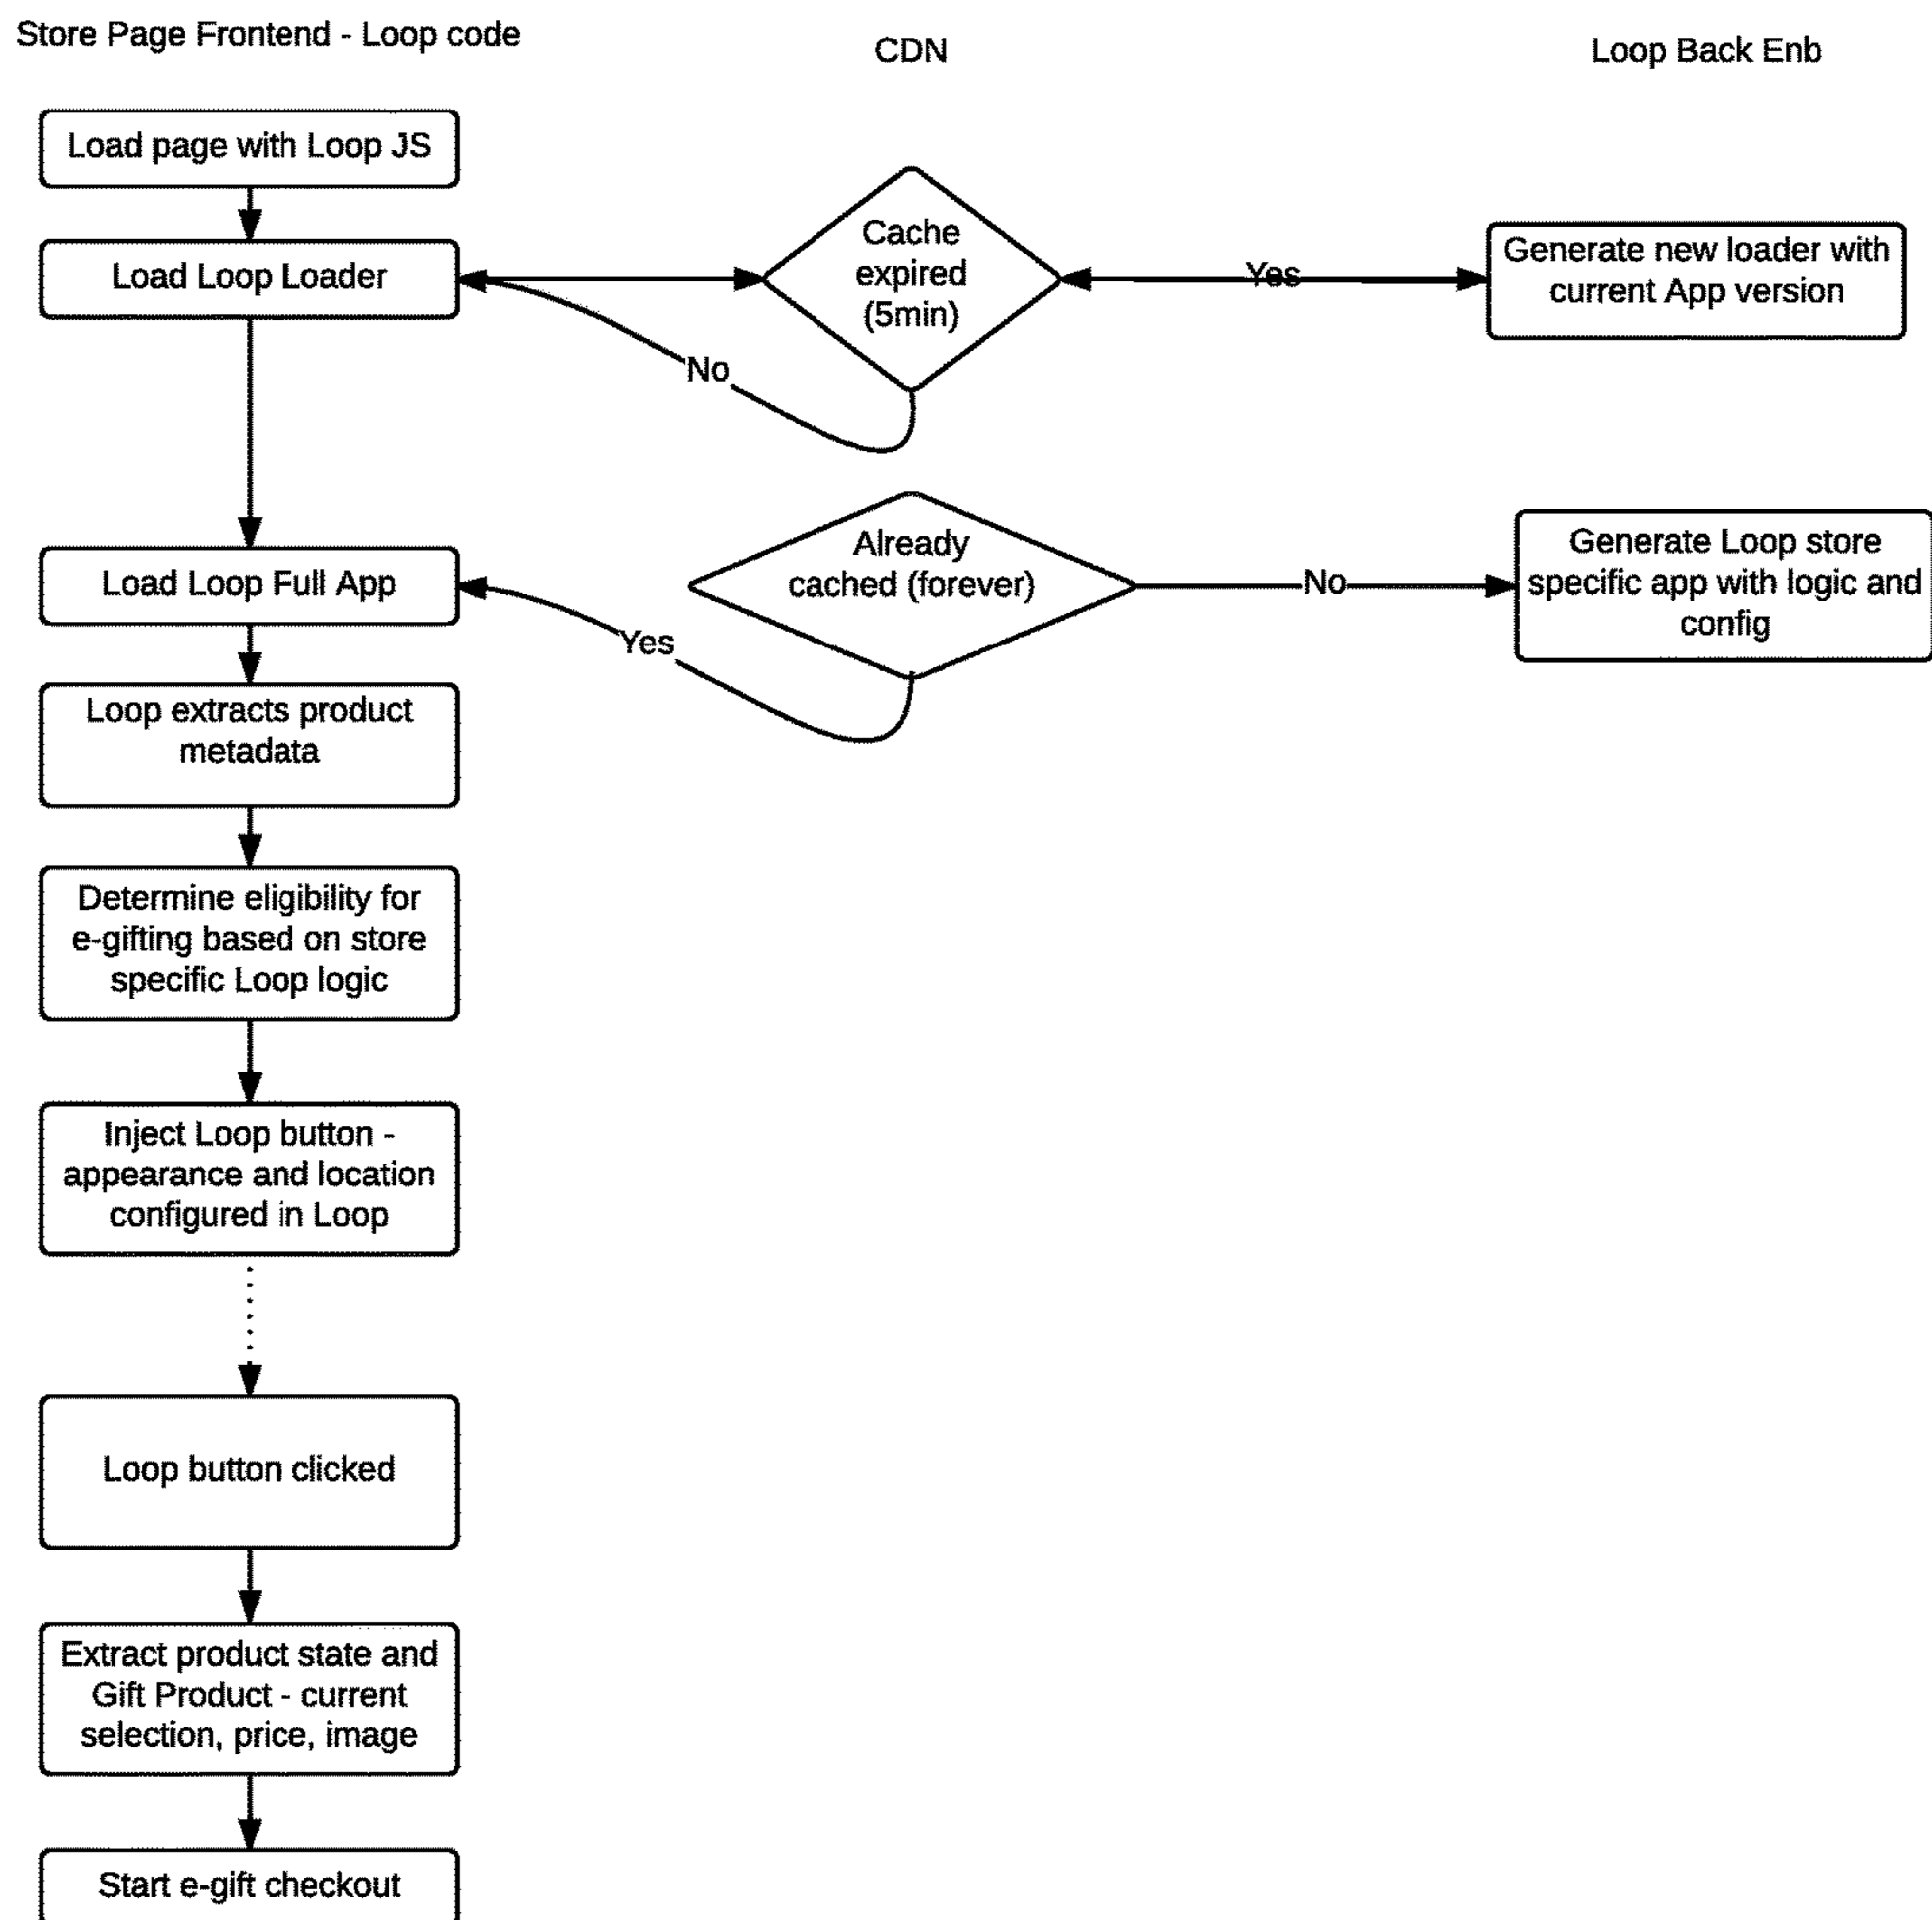 Store Page Frontend - Loop code
CDN
Loop Back Enb
Load page with Loop JS
Load Loop Loader
Cache
expired
(5min)
Yes
Generate new loader with
current App version
No
Load Loop Full App
Already
cached (forever)
No
Generate Loop store
specific app with logic and
config
Yes
Loop extracts product
metadata
Determine eligibility for
e-gifting based on store
specific Loop logic
Inject Loop button -
appearance and location
configured in Loop
Loop button clicked
Extract product state and
Gift Product - current
selection, price, image
Start e-gift checkout